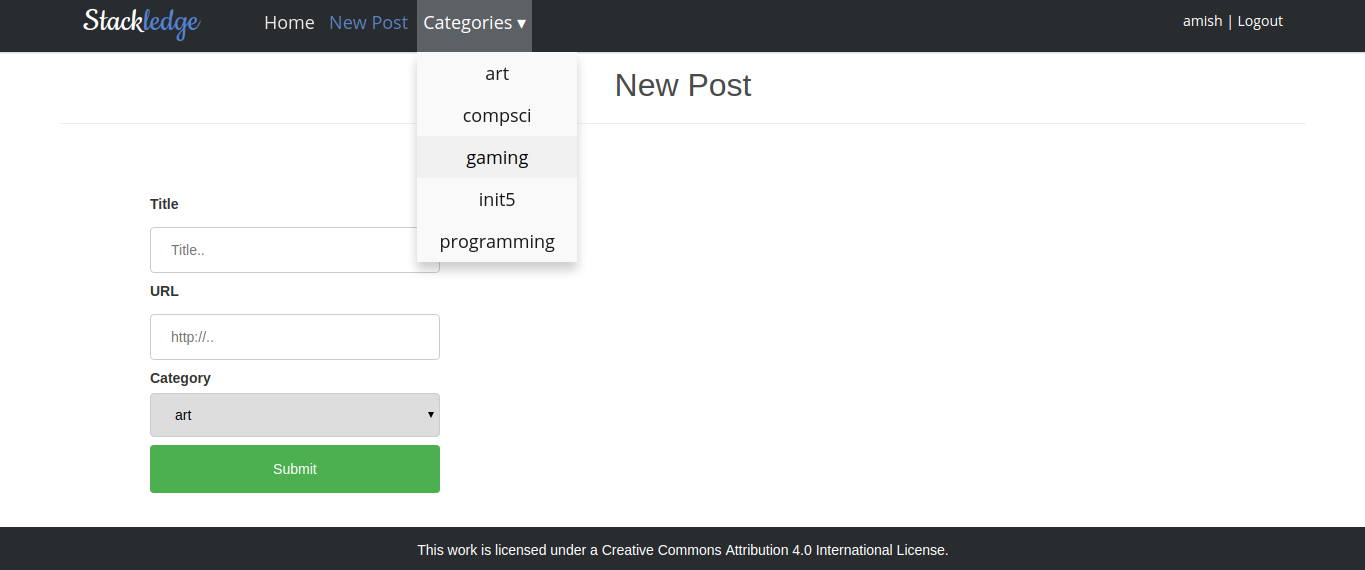 Stackledge Home New Post Categories ▾ amish | Logout
art
New Post
compsci
gaming
init5
programming
Title
Title..
URL
http://..
Category
art ▾
Submit
This work is licensed under a Creative Commons Attribution 4.0 International License.